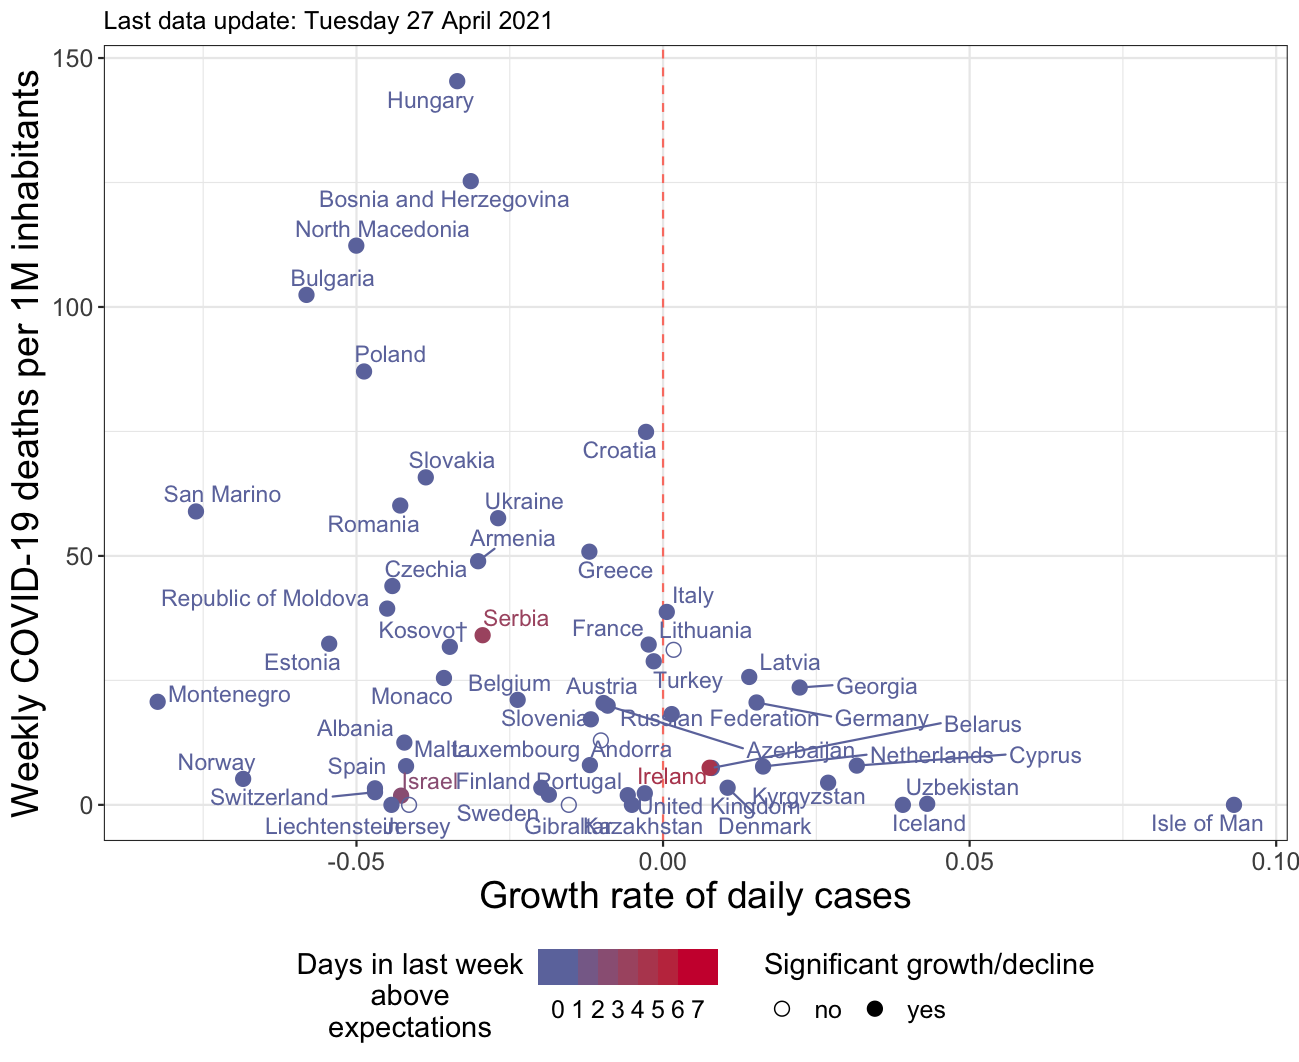 Last data update: Tuesday 27 April 2021
Weekly COVID-19 deaths per 1M inhabitants
150
100
50
0
Hungary
Bosnia and Herzegovina
North Macedonia
Bulgaria
Poland
Croatia
Slovakia
San Marino
Ukraine
Romania
Armenia
Czechia
Greece
Republic of Moldova
Italy
Serbia
Kosovo†
France
Lithuania
Estonia
Latvia
Belgium
Austria
Turkey
Georgia
Montenegro
Monaco
Slovenia
Russian Federation
Germany
Belarus
Albania
Malta
Luxembourg
Andorra
Azerbaijan
Netherlands
Cyprus
Norway
Spain
Israel
Finland
Portugal
Ireland
Uzbekistan
Switzerland
Kyrgyzstan
United Kingdom
Sweden
Liechtenstein
Jersey
Gibraltar
Kazakhstan
Denmark
Iceland
Isle of Man
-0.05
0.00
0.05
0.10
Growth rate of daily cases
Days in last week
above
expectations
0 1 2 3 4 5 6 7
Significant growth/decline
no
yes